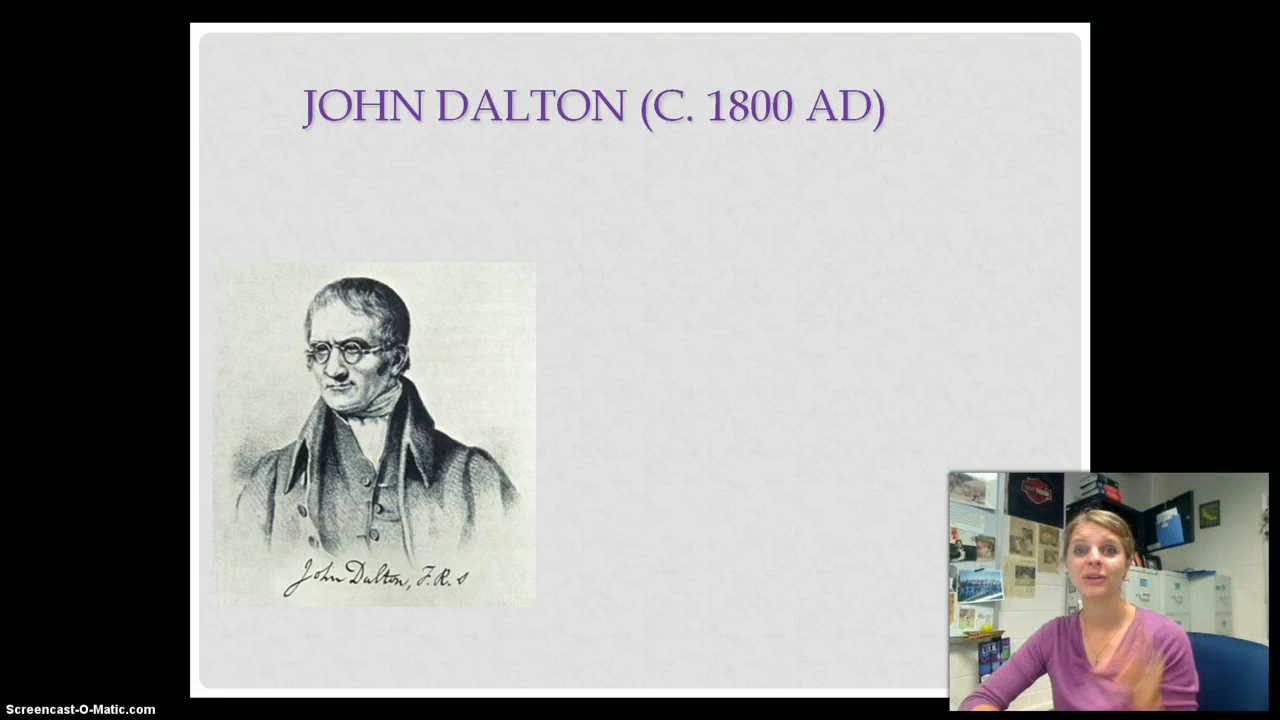 JOHN DALTON (C. 1800 AD)
John Dalton, F.R.S
Screencast-O-Matic.com